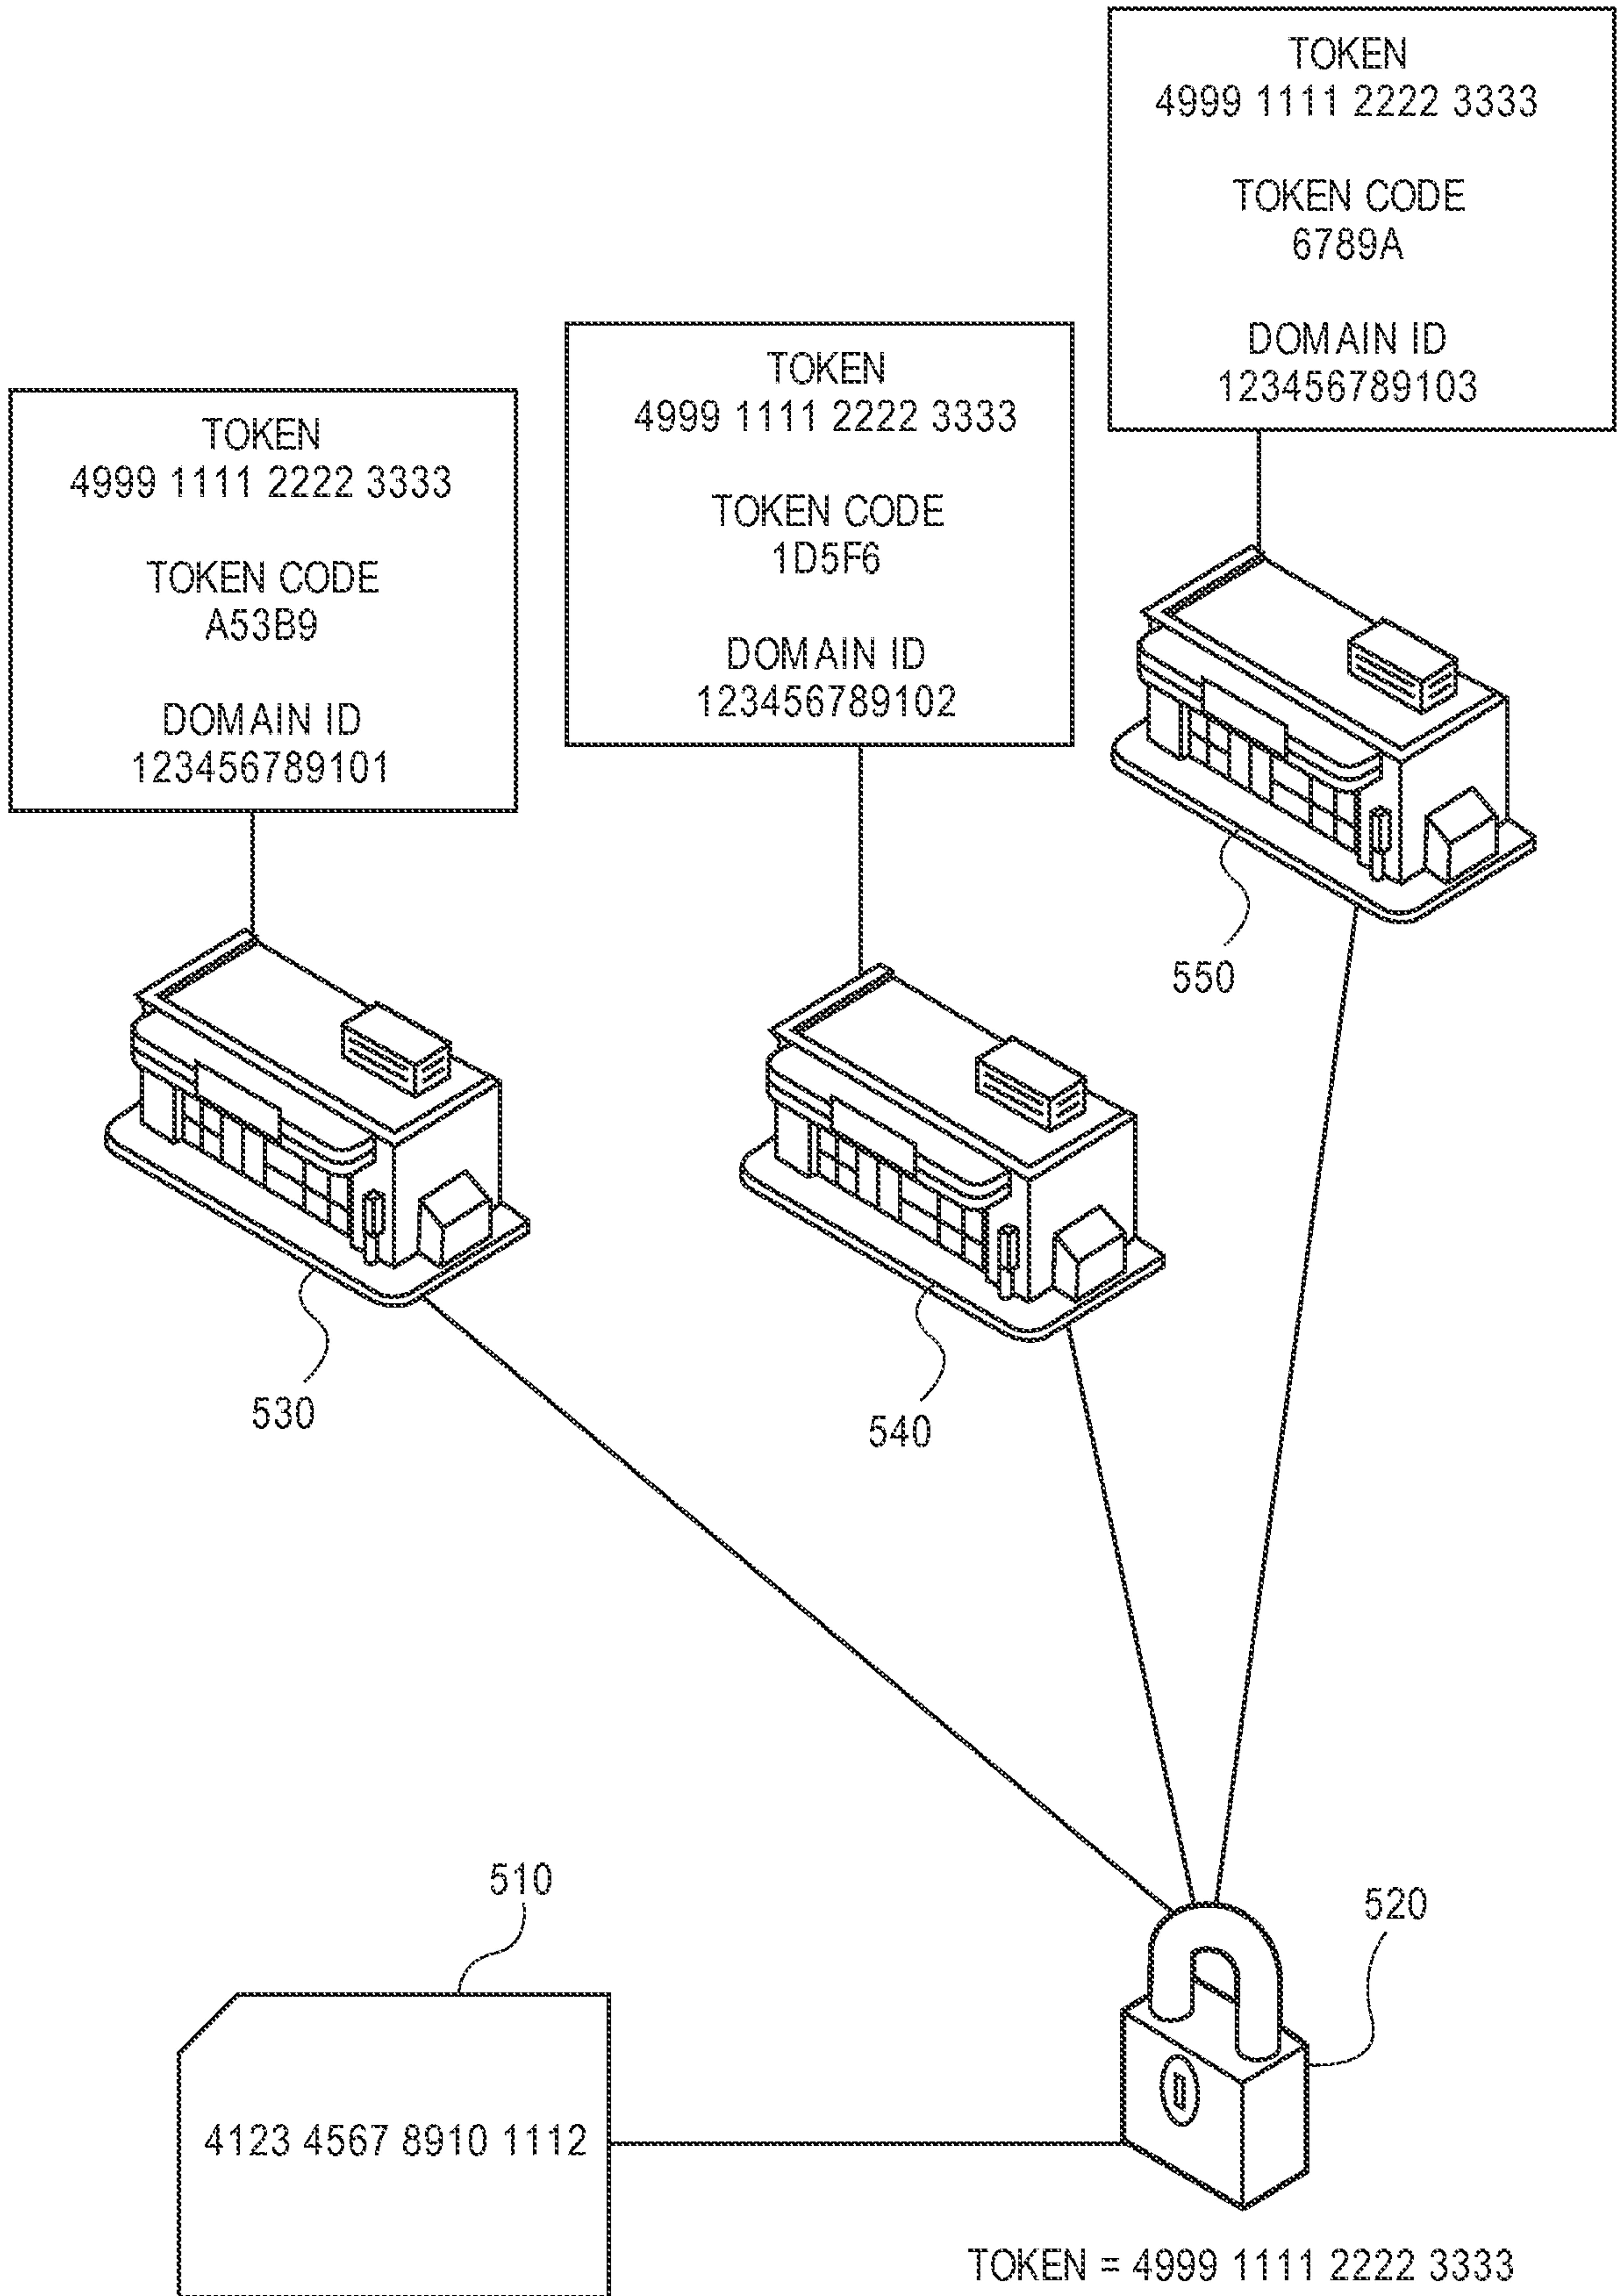 TOKEN
4999 1111 2222 3333
TOKEN CODE
6789A
DOMAIN ID
123456789103
TOKEN
4999 1111 2222 3333
TOKEN CODE
1D5F6
DOMAIN ID
123456789102
TOKEN
4999 1111 2222 3333
TOKEN CODE
A53B9
DOMAIN ID
123456789101
550
530
540
510
520
4123 4567 8910 1112
TOKEN = 4999 1111 2222 3333